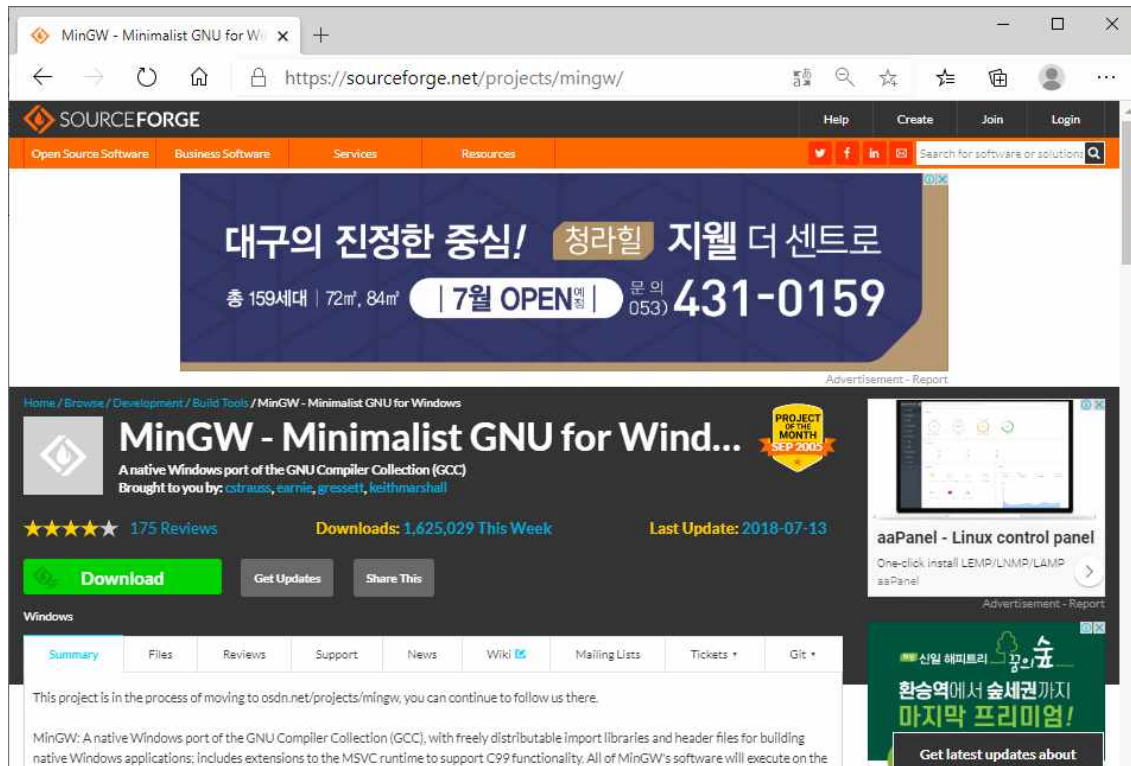 MinGW - Minimalist GNU for Wi
https://sourceforge.net/projects/mingw/
SOURCEFORGE
Help Create Join Login
Open Source Software Business Software Services Resources
Search for software or solutions
대구의 진정한 중심! 청라힐 지웰 더 센트로
총 159세대 | 72㎡, 84㎡ | 7월 OPEN예정 | 문의 053) 431-0159
Advertisement - Report
Home / Browse / Development / Build Tools / MinGW - Minimalist GNU for Windows
MinGW - Minimalist GNU for Wind...
PROJECT OF THE MONTH SEP 2005
A native Windows port of the GNU Compiler Collection (GCC)
Brought to you by: cstrauss, earnie, gressett, keithmarshall
175 Reviews Downloads: 1,625,029 This Week Last Update: 2018-07-13
Download Get Updates Share This
Windows
aaPanel - Linux control panel
One-click install LEMP/LNMP/LAMP
aaPanel
Advertisement - Report
Summary Files Reviews Support News Wiki Mailing Lists Tickets Git
This project is in the process of moving to osdn.net/projects/mingw, you can continue to follow us there.
MinGW: A native Windows port of the GNU Compiler Collection (GCC), with freely distributable import libraries and header files for building
native Windows applications; includes extensions to the MSVC runtime to support C99 functionality. All of MinGW's software will execute on the
신일 해피트리 꿈의숲
환승역에서 숲세권까지
마지막 프리미엄!
Get latest updates about